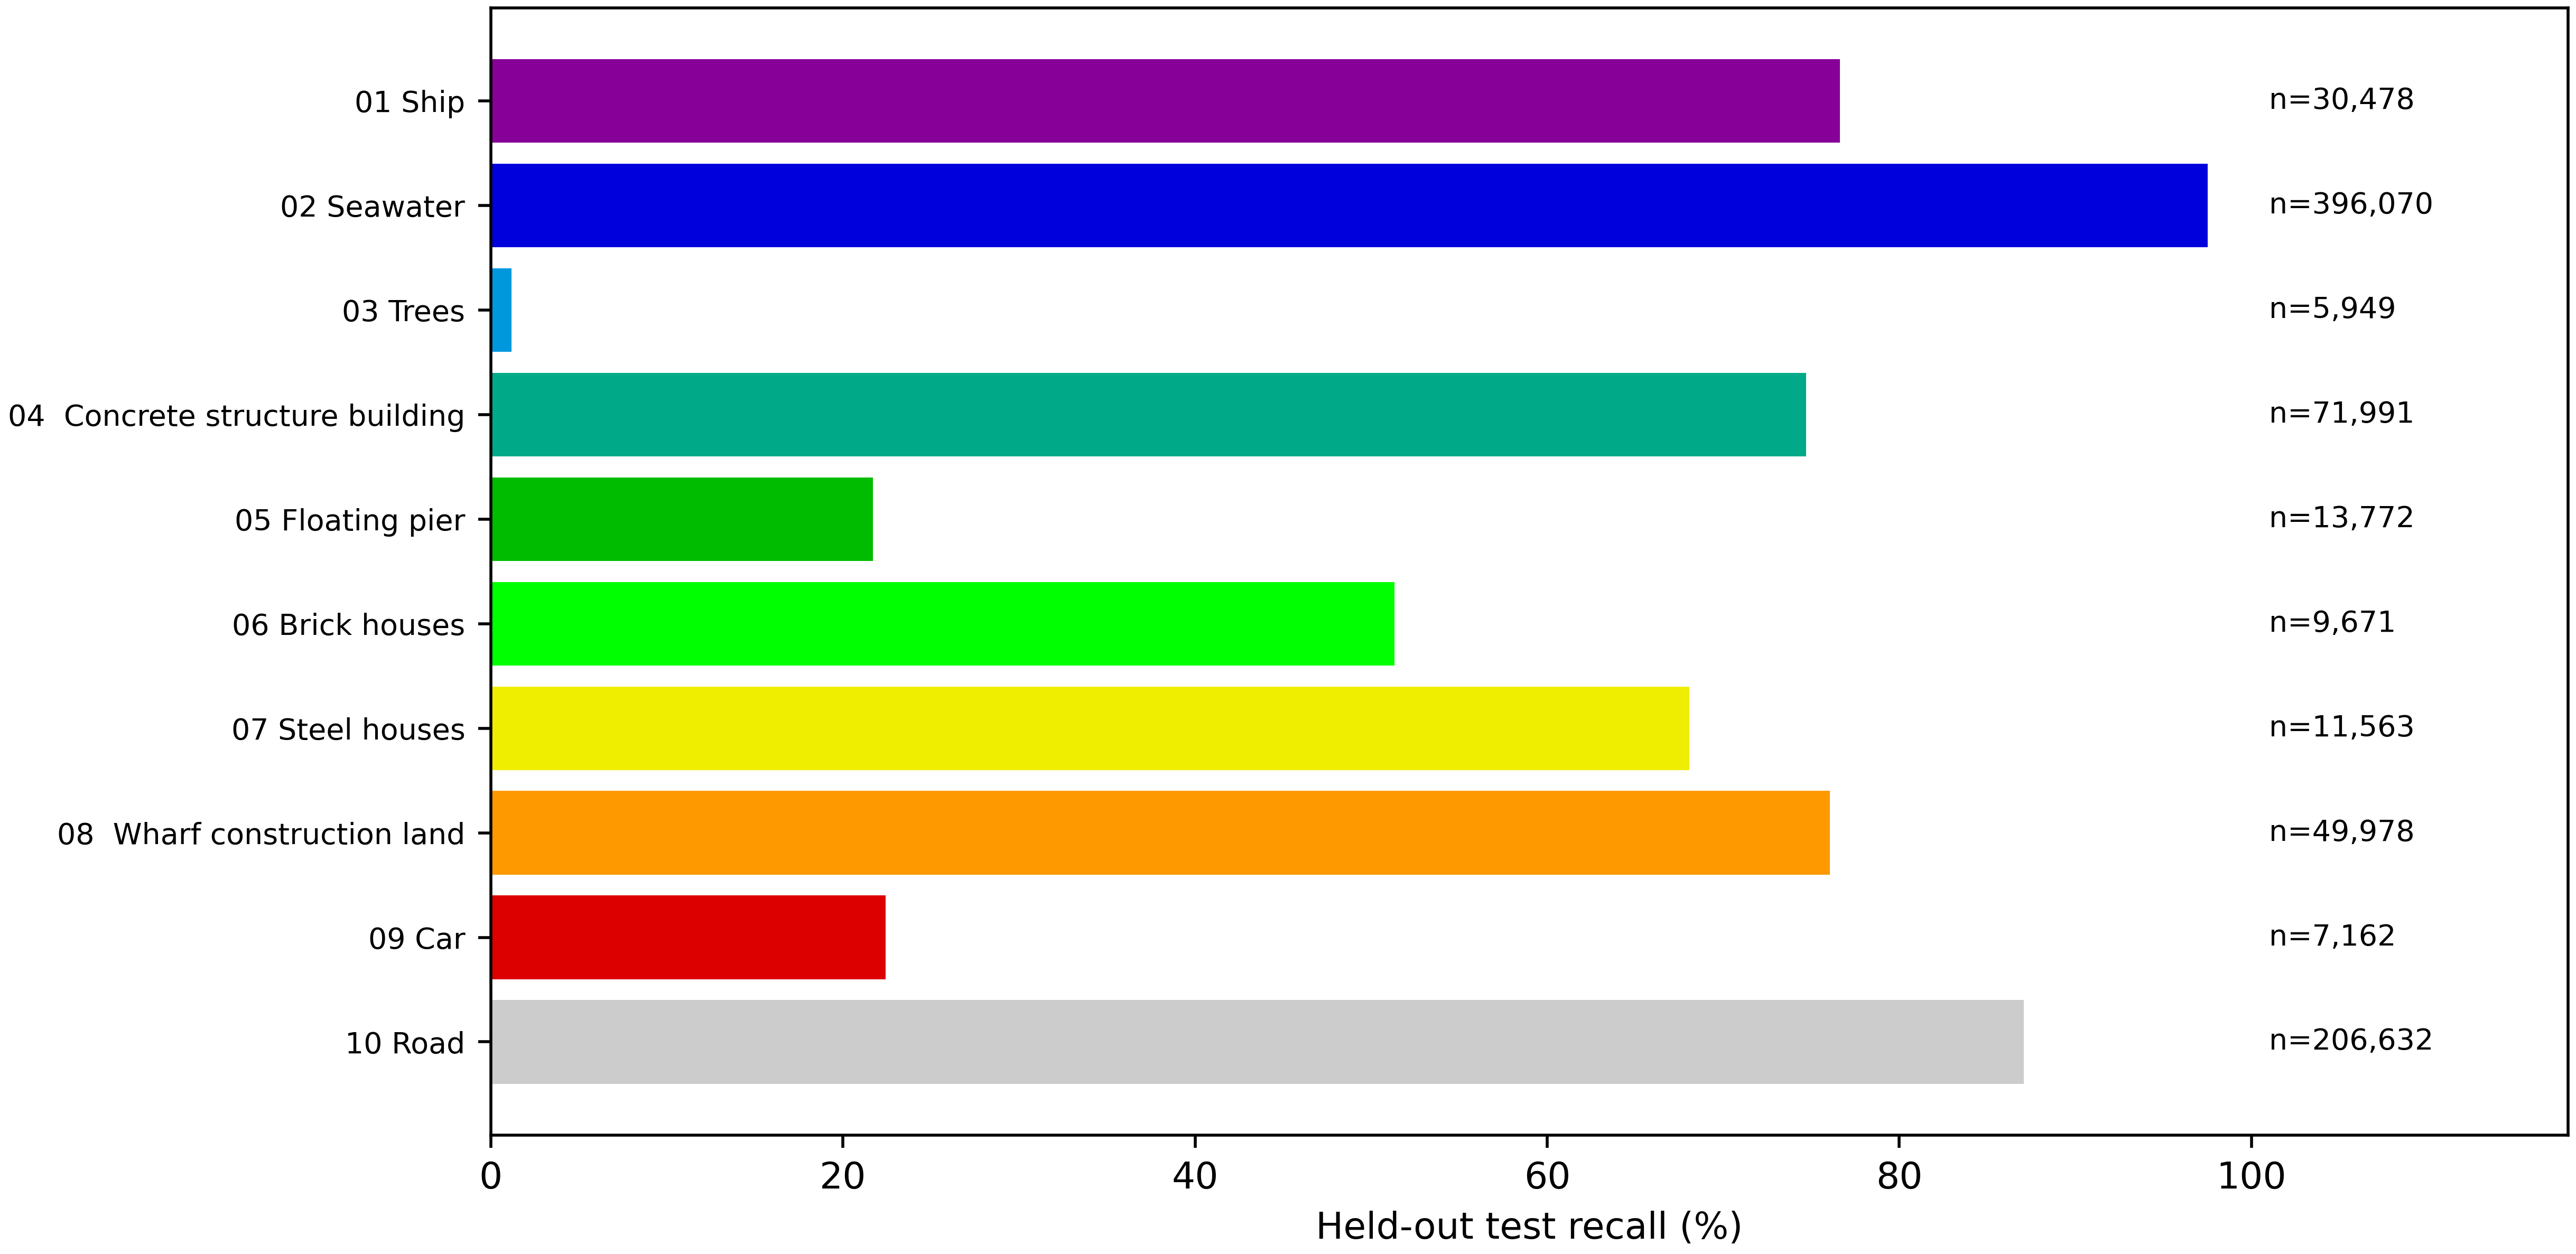 01 Ship n=30,478
02 Seawater n=396,070
03 Trees n=5,949
04  Concrete structure building n=71,991
05 Floating pier n=13,772
06 Brick houses n=9,671
07 Steel houses n=11,563
08  Wharf construction land n=49,978
09 Car n=7,162
10 Road n=206,632
0 20 40 60 80 100
Held-out test recall (%)